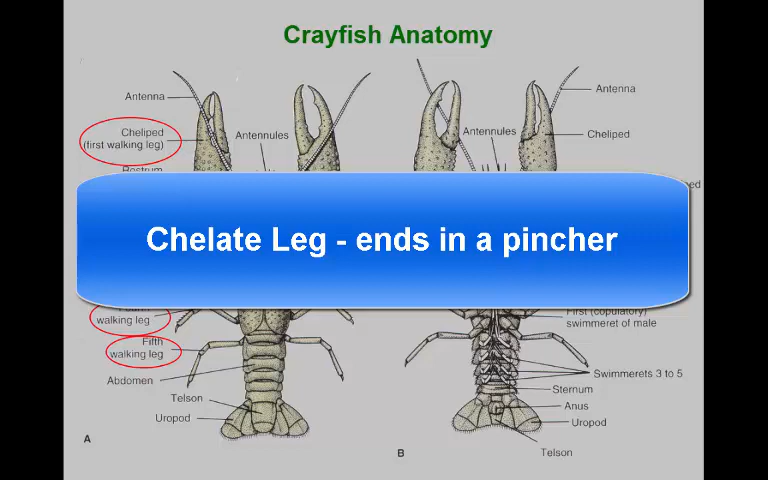 Crayfish Anatomy
Antenna
Cheliped
(first walking leg)
Antennules
Rostrum
Antenna
Antennules
Cheliped
ed
Chelate Leg - ends in a pincher
Fourth
walking leg
Fifth
walking leg
Abdomen
Telson
Uropod
A
First (copulatory)
swimmeret of male
Swimmerets 3 to 5
Sternum
Anus
Uropod
Telson
B